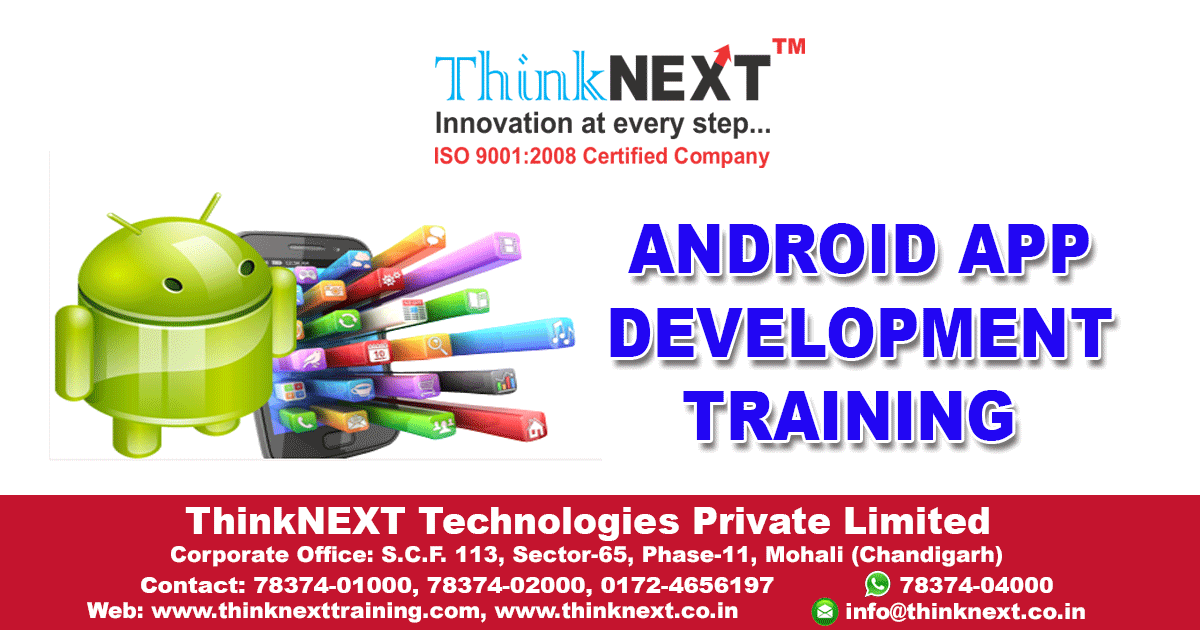 ThinkNEXT™
Innovation at every step...
ISO 9001:2008 Certified Company
ANDROID APP
DEVELOPMENT
TRAINING
10
ThinkNEXT Technologies Private Limited
Corporate Office: S.C.F. 113, Sector-65, Phase-11, Mohali (Chandigarh)
Contact: 78374-01000, 78374-02000, 0172-4656197 78374-04000
Web: www.thinknexttraining.com, www.thinknext.co.in info@thinknext.co.in